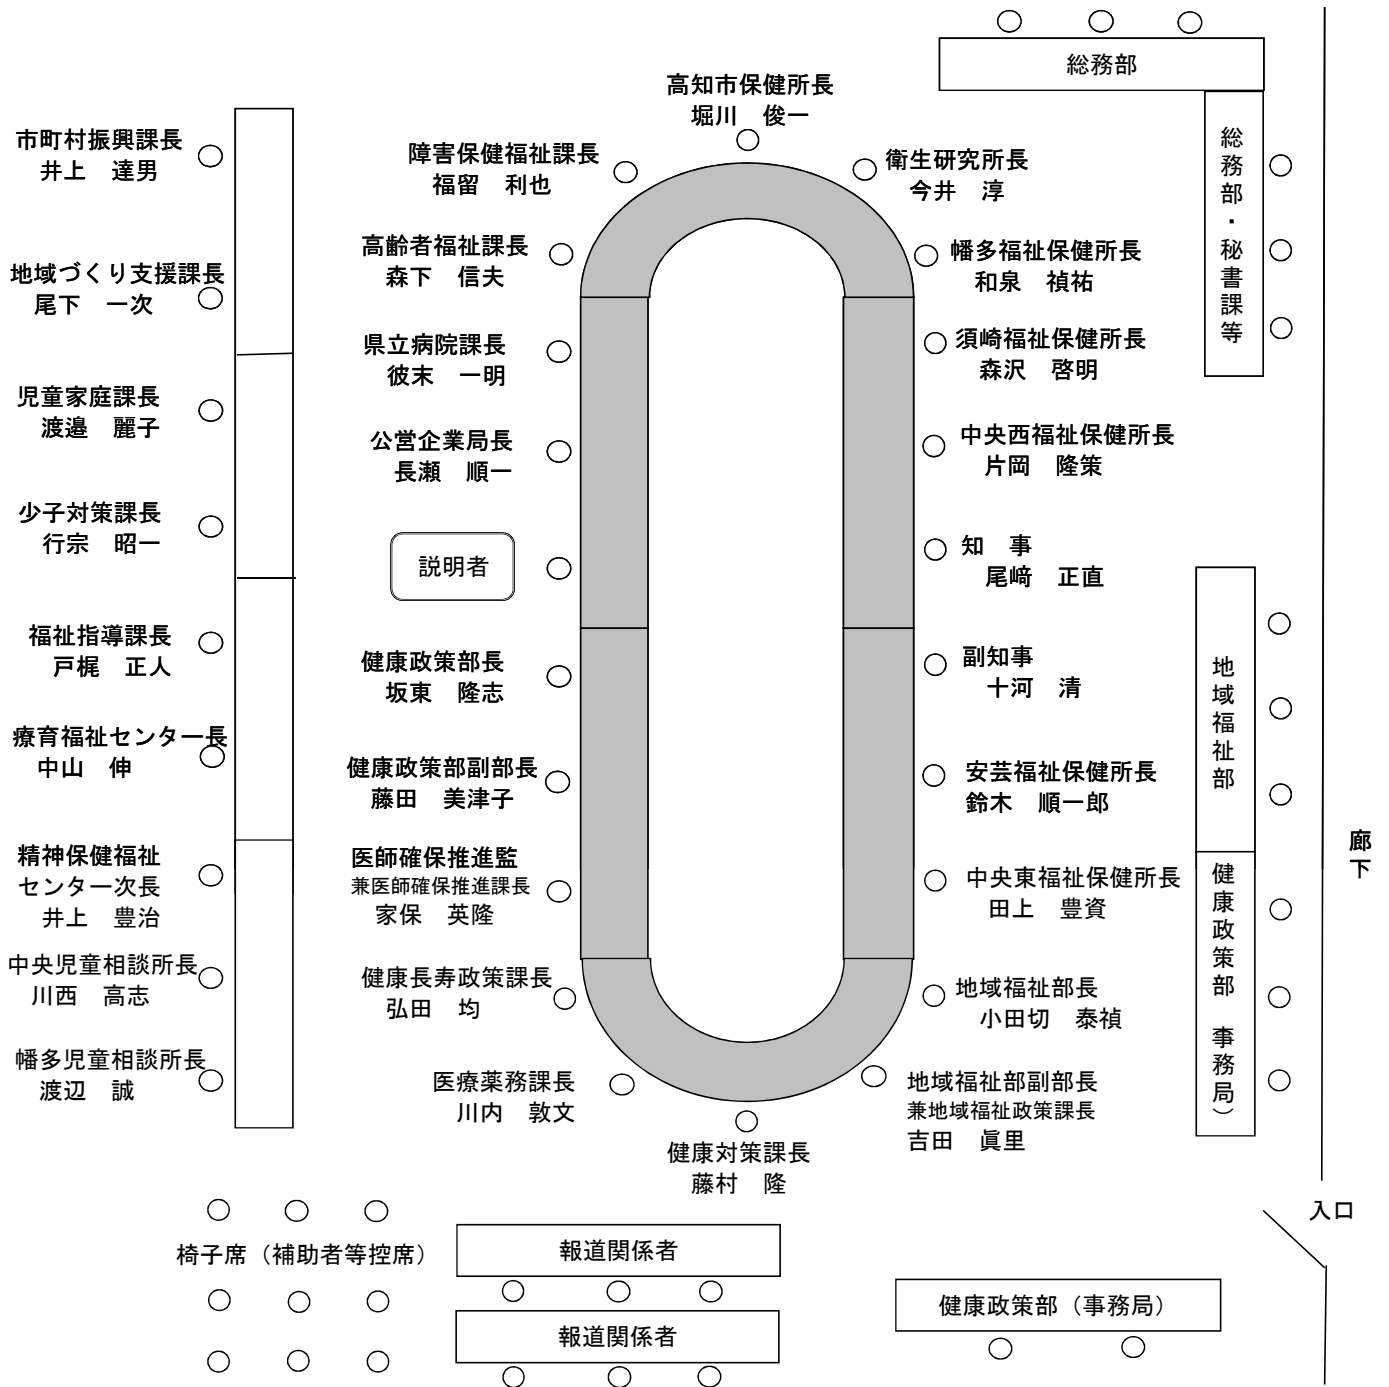 総務部
総務部・秘書課等
高知市保健所長
堀川　俊一
市町村振興課長
井上　達男
地域づくり支援課長
尾下　一次
児童家庭課長
渡邉　麗子
少子対策課長
行宗　昭一
福祉指導課長
戸梶　正人
療育福祉センター長
中山　伸
精神保健福祉
センター次長
井上　豊治
中央児童相談所長
川西　高志
幡多児童相談所長
渡辺　誠
障害保健福祉課長
福留　利也
高齢者福祉課長
森下　信夫
県立病院課長
彼末　一明
公営企業局長
長瀬　順一
説明者
健康政策部長
坂東　隆志
健康政策部副部長
藤田　美津子
医師確保推進監
兼医師確保推進課長
家保　英隆
健康長寿政策課長
弘田　均
医療薬務課長
川内　敦文
健康対策課長
藤村　隆
衛生研究所長
今井　淳
幡多福祉保健所長
和泉　禎祐
須崎福祉保健所長
森沢　啓明
中央西福祉保健所長
片岡　隆策
知　事
尾﨑　正直
副知事
十河　清
安芸福祉保健所長
鈴木　順一郎
中央東福祉保健所長
田上　豊資
地域福祉部長
小田切　泰禎
地域福祉部副部長
兼地域福祉政策課長
吉田　眞里
地域福祉部
健康政策部　事務局）
廊下
入口
椅子席（補助者等控席）
報道関係者
報道関係者
健康政策部（事務局）